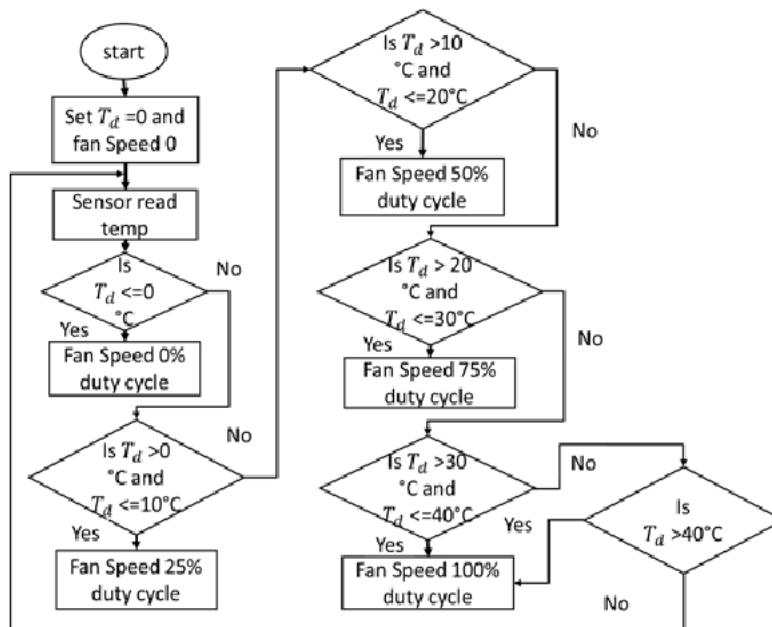 start
Set T_d =0 and
fan Speed 0
Sensor read
temp
Is
T_d <=0
°C
No
Yes
Fan Speed 0%
duty cycle
Is T_d >0
°C and
T_d <=10°C
No
Yes
Fan Speed 25%
duty cycle
Is T_d >10
°C and
T_d <=20°C
No
Yes
Fan Speed 50%
duty cycle
Is T_d > 20
°C and
T_d <=30°C
No
Yes
Fan Speed 75%
duty cycle
Is T_d >30
°C and
T_d <=40°C
No
Yes
Fan Speed 100%
duty cycle
Is
T_d >40°C
Yes
No